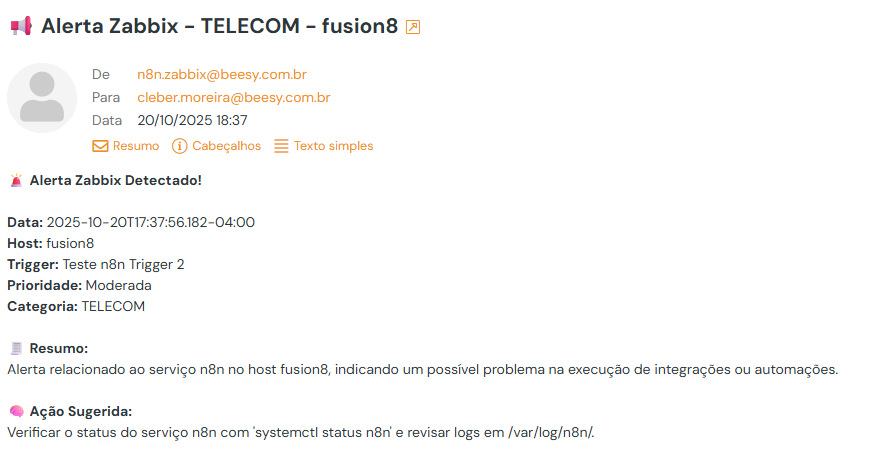 Alerta Zabbix - TELECOM - fusion8
De n8n.zabbix@beesy.com.br
Para cleber.moreira@beesy.com.br
Data 20/10/2025 18:37
Resumo Cabeçalhos Texto simples
Alerta Zabbix Detectado!
Data: 2025-10-20T17:37:56.182-04:00
Host: fusion8
Trigger: Teste n8n Trigger 2
Prioridade: Moderada
Categoria: TELECOM
Resumo:
Alerta relacionado ao serviço n8n no host fusion8, indicando um possível problema na execução de integrações ou automações.
Ação Sugerida:
Verificar o status do serviço n8n com 'systemctl status n8n' e revisar logs em /var/log/n8n/.